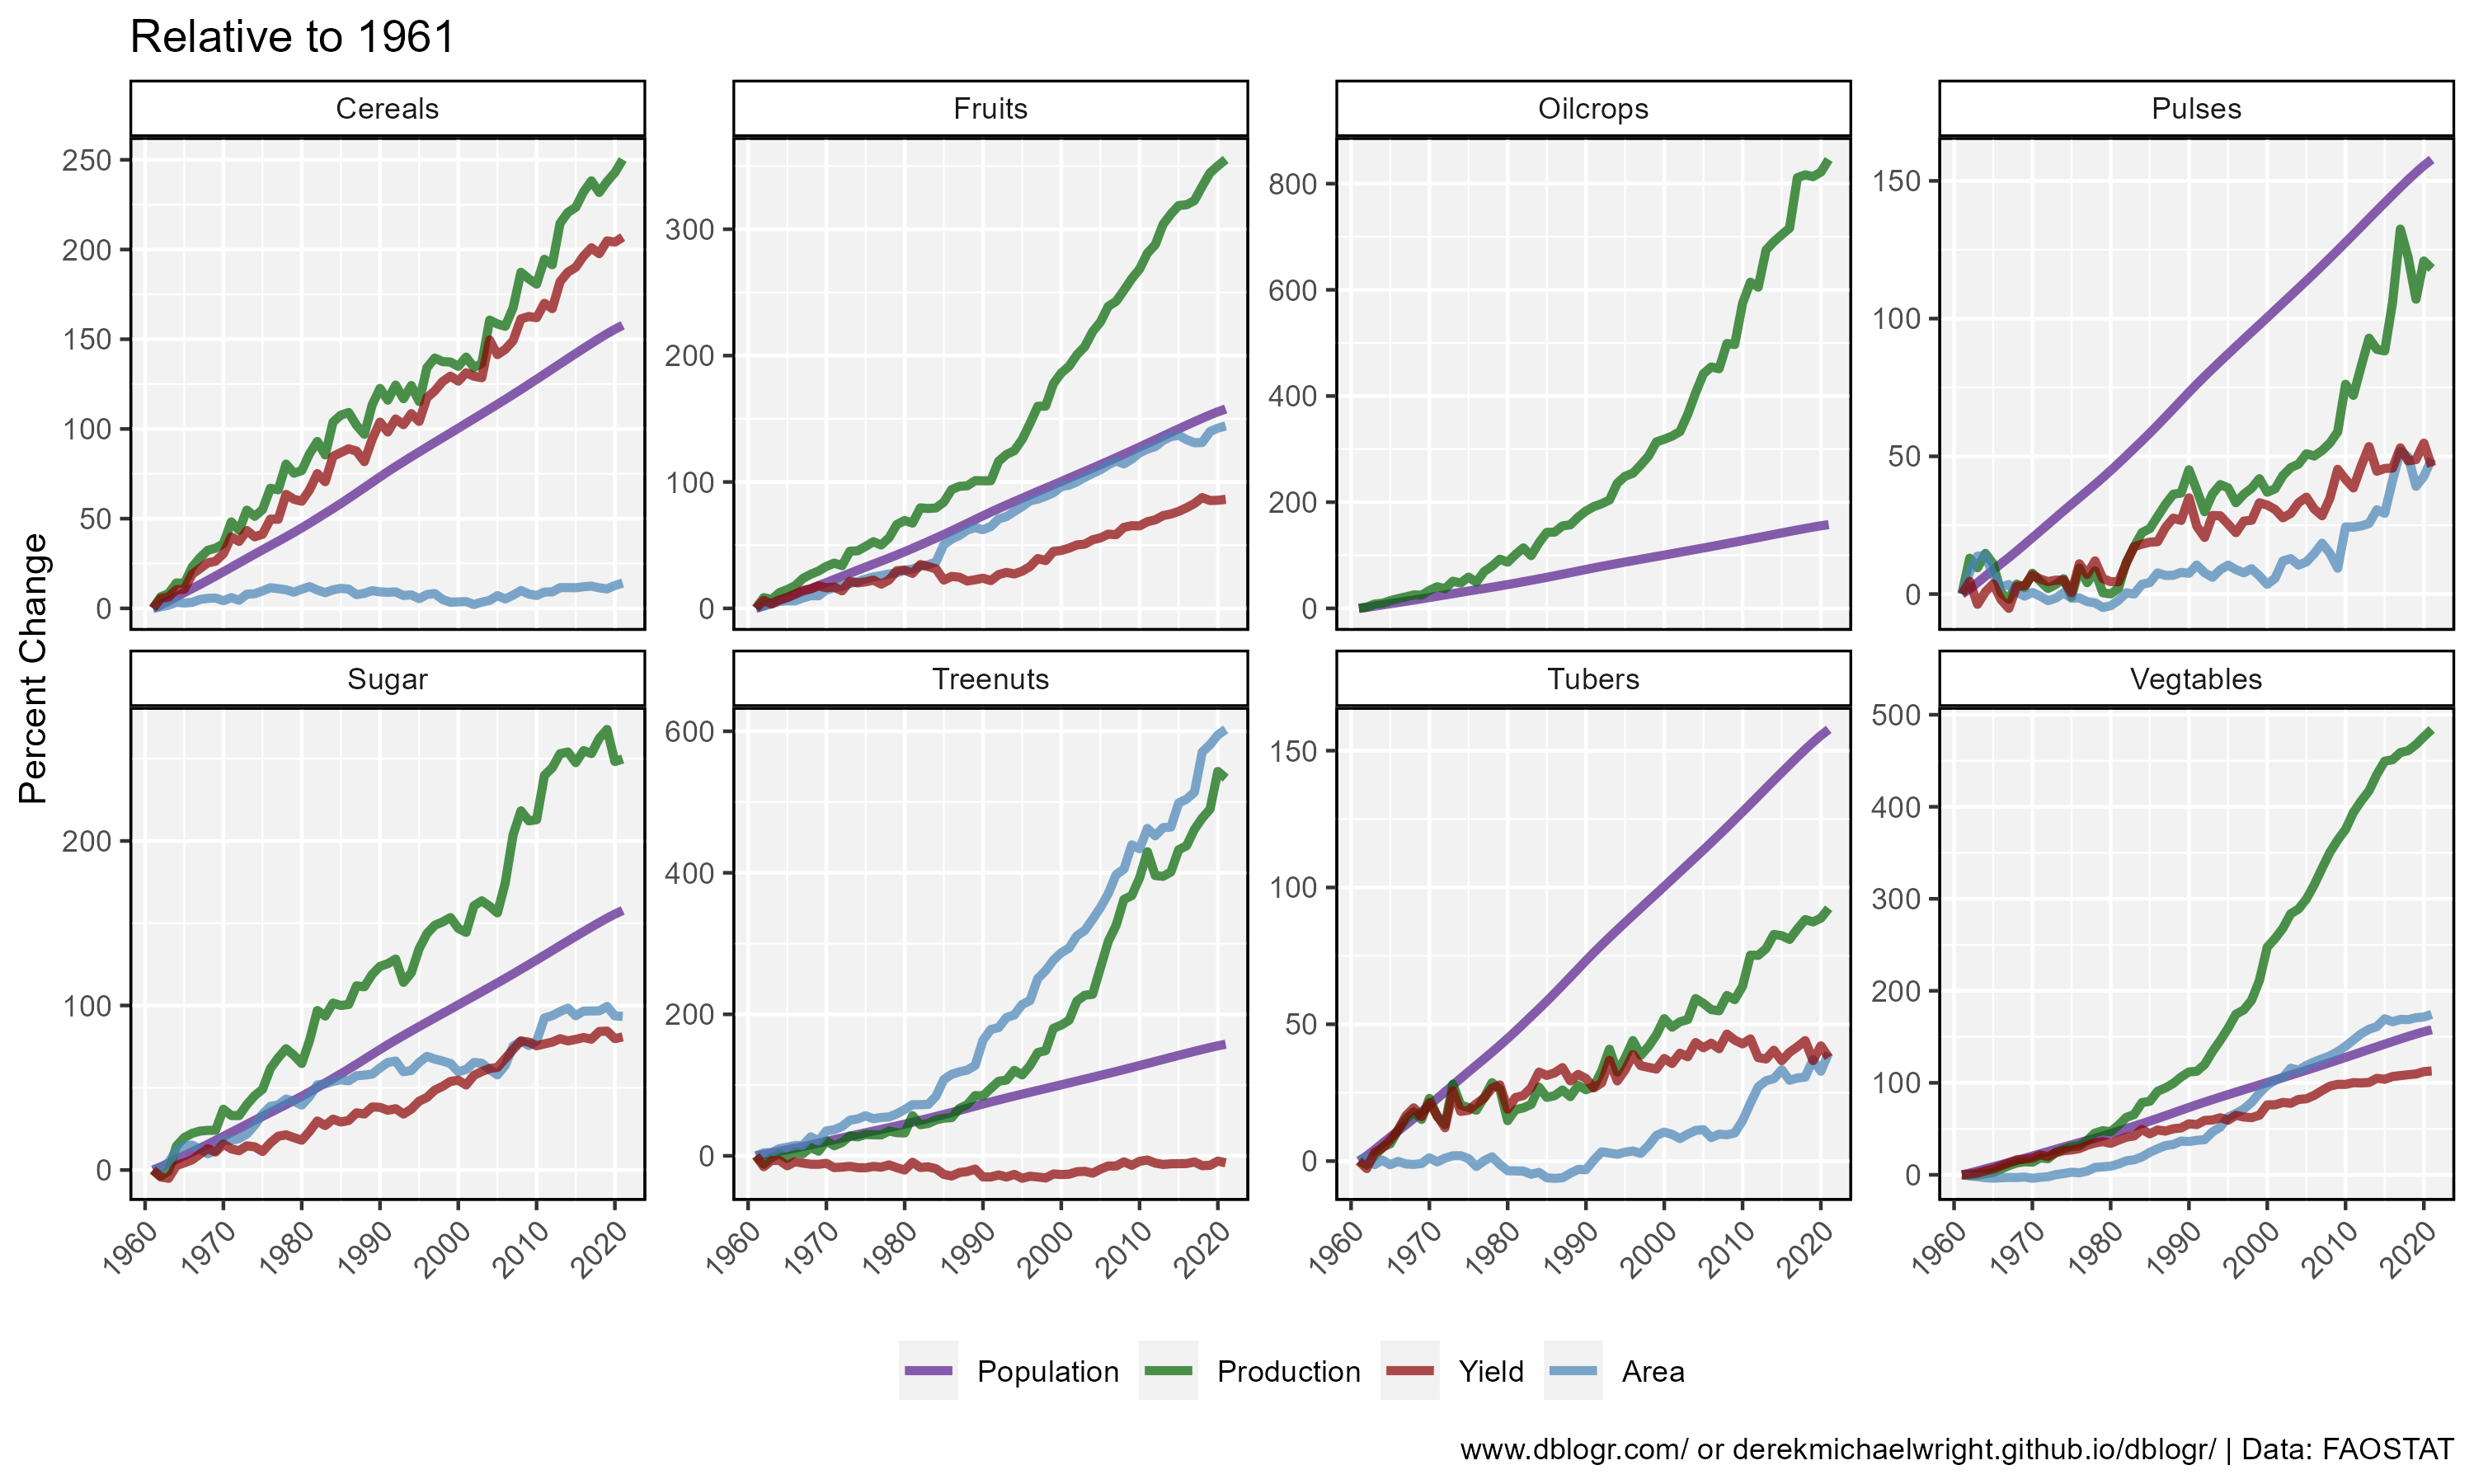 Relative to 1961
Percent Change
Cereals
250
200
150
100
50
0
Fruits
300
200
100
0
Oilcrops
800
600
400
200
0
Pulses
150
100
50
0
Sugar
200
100
0
1960 1970 1980 1990 2000 2010 2020
Treenuts
600
400
200
0
1960 1970 1980 1990 2000 2010 2020
Tubers
150
100
50
0
1960 1970 1980 1990 2000 2010 2020
Vegtables
500
400
300
200
100
0
1960 1970 1980 1990 2000 2010 2020
Population Production Yield Area
www.dblogr.com/ or derekmichaelwright.github.io/dblogr/ | Data: FAOSTAT